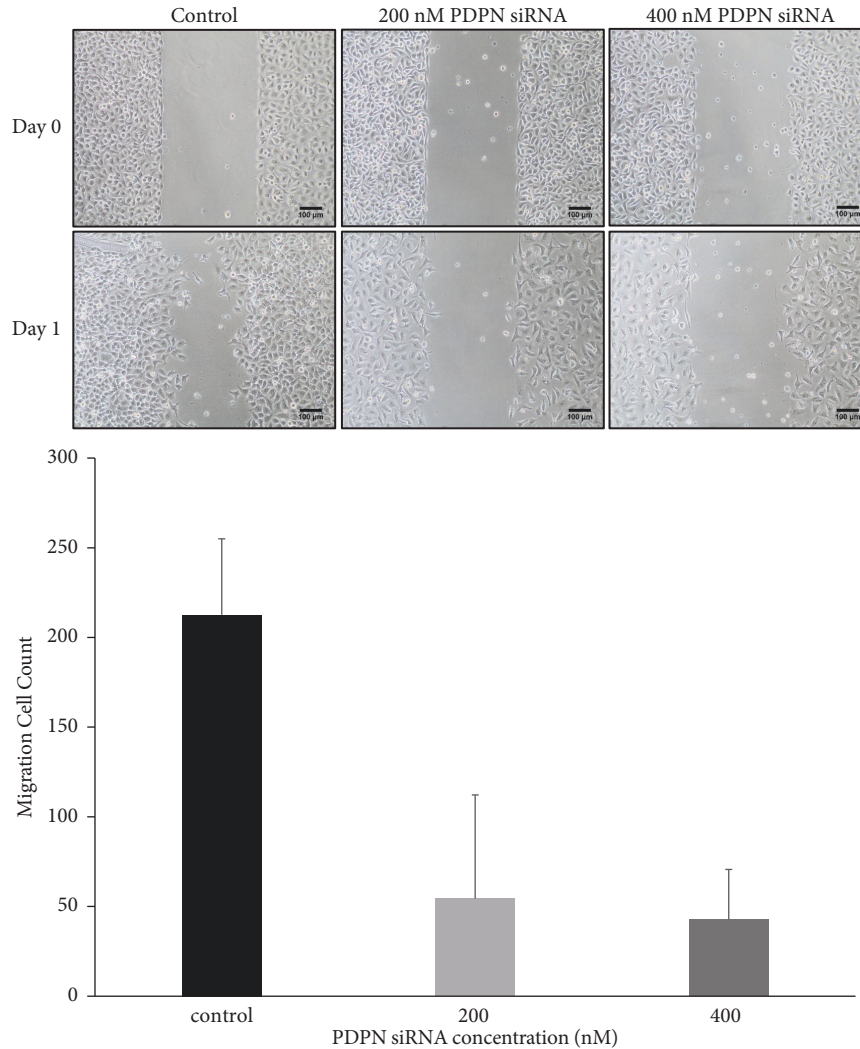 Control 200 nM PDPN siRNA 400 nM PDPN siRNA
Day 0
100 µm 100 µm 100 µm
Day 1
100 µm 100 µm 100 µm
300
250
200
150
100
50
0
Migration Cell Count
control 200 400
PDPN siRNA concentration (nM)